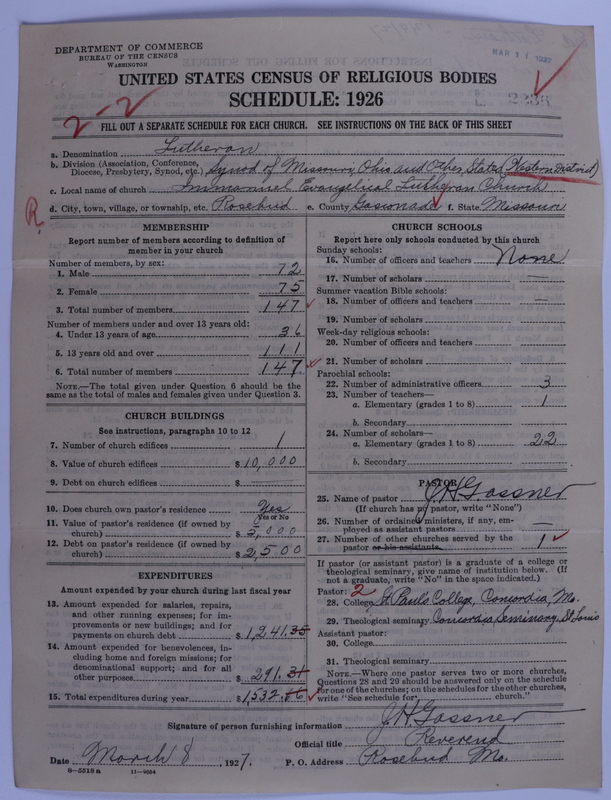 DEPARTMENT OF COMMERCE
BUREAU OF THE CENSUS
WASHINGTON
UNITED STATES CENSUS OF RELIGIOUS BODIES
SCHEDULE: 1926
2-2
FILL OUT A SEPARATE SCHEDULE FOR EACH CHURCH. SEE INSTRUCTIONS ON THE BACK OF THIS SHEET
a. Denomination Lutheran
b. Division (Association, Conference, Diocese, Presbytery, Synod, etc.) Synod of Missouri, Ohio and Other States (Western District)
c. Local name of church Immanuel Evangelical Lutheran Church
d. City, town, village, or township, etc. Rosebud e. County Gasconade f. State Missouri
R
MEMBERSHIP
Report number of members according to definition of
member in your church
Number of members, by sex:
1. Male 72
2. Female 75
3. Total number of members 147
Number of members under and over 13 years old:
4. Under 13 years of age 36
5. 13 years old and over 111
6. Total number of members 147
NOTE.—The total given under Question 6 should be
same as the total of males and females given under Question 3.
CHURCH BUILDINGS
See instructions, paragraphs 10 to 12
7. Number of church edifices 1
8. Value of church edifices $10,000
9. Debt on church edifices $
10. Does church own pastor's residence Yes
Yes or No
11. Value of pastor's residence (if owned by
church) $5,000
12. Debt on pastor's residence (if owned by
church) $2,500
EXPENDITURES
Amount expended by your church during last fiscal year
13. Amount expended for salaries, repairs,
and other running expenses; for im-
provements or new buildings; and for
payments on church debt $1,241.35
14. Amount expended for benevolences, in-
cluding home and foreign missions; for
denominational support; and for all
other purposes $291.31
15. Total expenditures during year $1,532.66
CHURCH SCHOOLS
Report here only schools conducted by this church
Sunday schools:
16. Number of officers and teachers None
17. Number of scholars —
Summer vacation Bible schools:
18. Number of officers and teachers —
19. Number of scholars —
Week-day religious schools:
20. Number of officers and teachers —
21. Number of scholars —
Parochial schools:
22. Number of administrative officers 3
23. Number of teachers—
a. Elementary (grades 1 to 8) 1
b. Secondary
24. Number of scholars—
a. Elementary (grades 1 to 8) 22
b. Secondary
PASTOR
25. Name of pastor J H Gassner
(If church has no pastor, write "None")
26. Number of ordained ministers, if any, em-
ployed as assistant pastors —
27. Number of other churches served by the
pastor or his assistants 1
If pastor (or assistant pastor) is a graduate of a college or
theological seminary, give name of institution below. (If
not a graduate, write "No" in the space indicated.)
Pastor: 2
28. College St. Paul's College, Concordia, Mo.
29. Theological seminary Concordia Seminary St Louis
Assistant pastor:
30. College
31. Theological seminary
NOTE.—Where one pastor serves two or more churches,
Questions 28 and 29 should be answered only on the schedule
for one of the churches; on the schedules for the other churches,
write "See schedule for church."
Signature of person furnishing information J H Gassner
Official title Reverend
Date March 8, 1927. P. O. Address Rosebud Mo.
8—5518a 11—9054